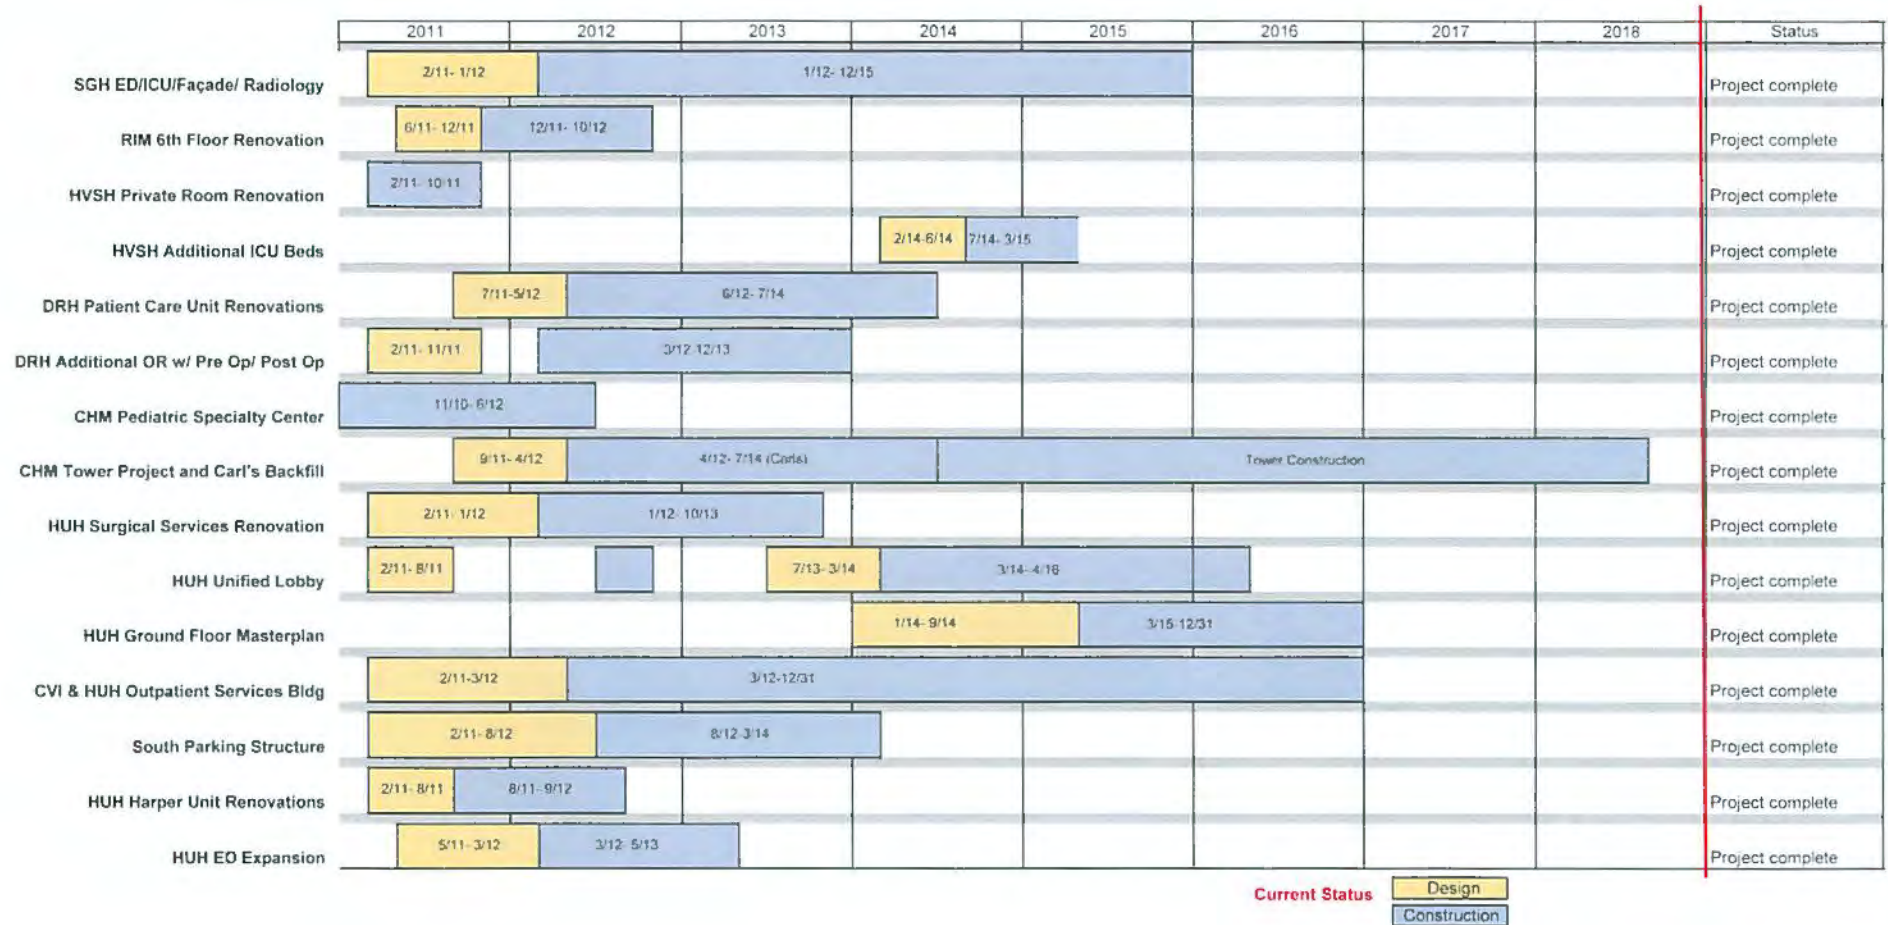 2011 2012 2013 2014 2015 2016 2017 2018 Status
SGH ED/ICU/Façade/ Radiology 2/11- 1/12 1/12- 12/15 Project complete
RIM 6th Floor Renovation 6/11- 12/11 12/11- 10/12 Project complete
HVSH Private Room Renovation 2/11- 10/11 Project complete
HVSH Additional ICU Beds 2/14-6/14 7/14- 3/15 Project complete
DRH Patient Care Unit Renovations 7/11-5/12 6/12- 7/14 Project complete
DRH Additional OR w/ Pre Op/ Post Op 2/11- 11/11 3/12-12/13 Project complete
CHM Pediatric Specialty Center 11/10- 6/12 Project complete
CHM Tower Project and Carl's Backfill 9/11- 4/12 4/12- 7/14 (Carls) Tower Construction Project complete
HUH Surgical Services Renovation 2/11- 1/12 1/12- 10/13 Project complete
HUH Unified Lobby 2/11- 8/11 7/13- 3/14 3/14- 4/16 Project complete
HUH Ground Floor Masterplan 1/14- 9/14 3/15-12/31 Project complete
CVI & HUH Outpatient Services Bldg 2/11-3/12 3/12-12/31 Project complete
South Parking Structure 2/11- 8/12 8/12-3/14 Project complete
HUH Harper Unit Renovations 2/11- 8/11 8/11- 9/12 Project complete
HUH EO Expansion 5/11- 3/12 3/12- 5/13 Project complete
Current Status Design
Construction